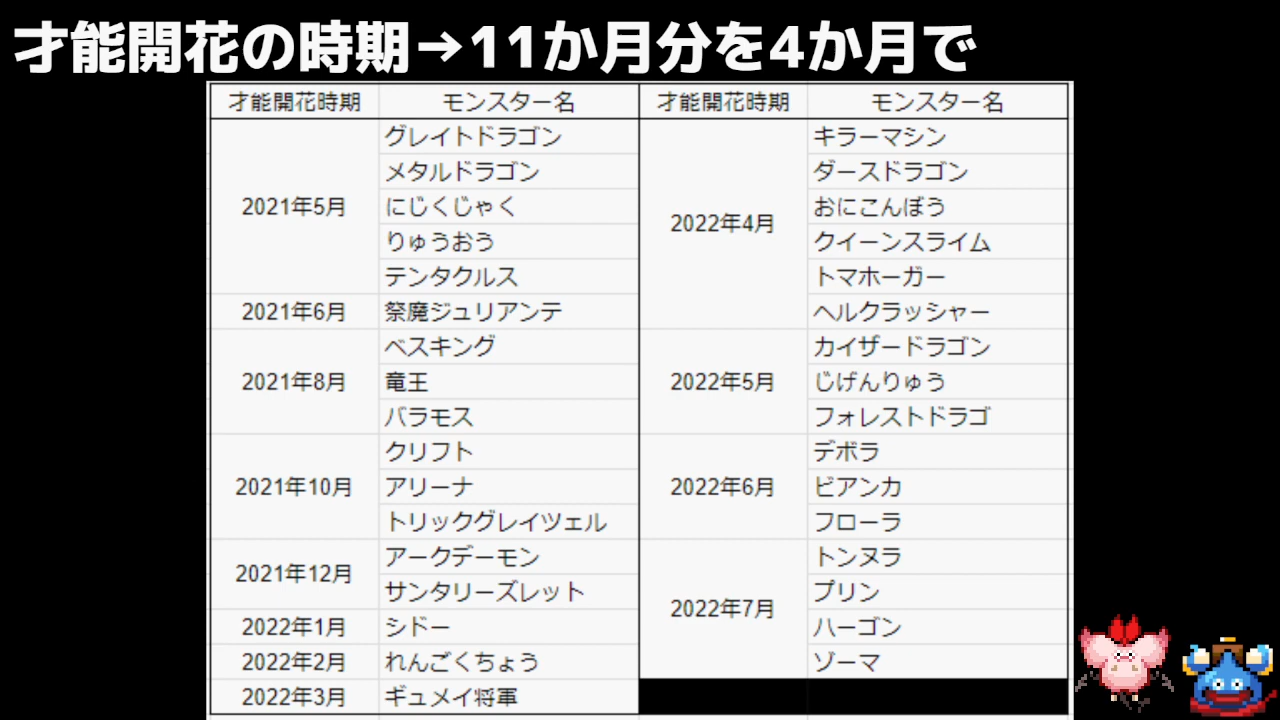 才能開花の時期→11か月分を4か月で
才能開花時期 モンスター名 才能開花時期 モンスター名
2021年5月
グレイトドラゴン
メタルドラゴン
にじくじゃく
りゅうおう
テンタクルス
2021年6月 祭魔ジュリアンテ
2021年8月
ベスキング
竜王
バラモス
2021年10月
クリフト
アリーナ
トリックグレイツェル
2021年12月
アークデーモン
サンタリーズレット
2022年1月 シドー
2022年2月 れんごくちょう
2022年3月 ギュメイ将軍
2022年4月
キラーマシン
ダースドラゴン
おにこんぼう
クイーンスライム
トマホーガー
ヘルクラッシャー
2022年5月
カイザードラゴン
じげんりゅう
フォレストドラゴ
2022年6月
デボラ
ビアンカ
フローラ
2022年7月
トンヌラ
プリン
ハーゴン
ゾーマ